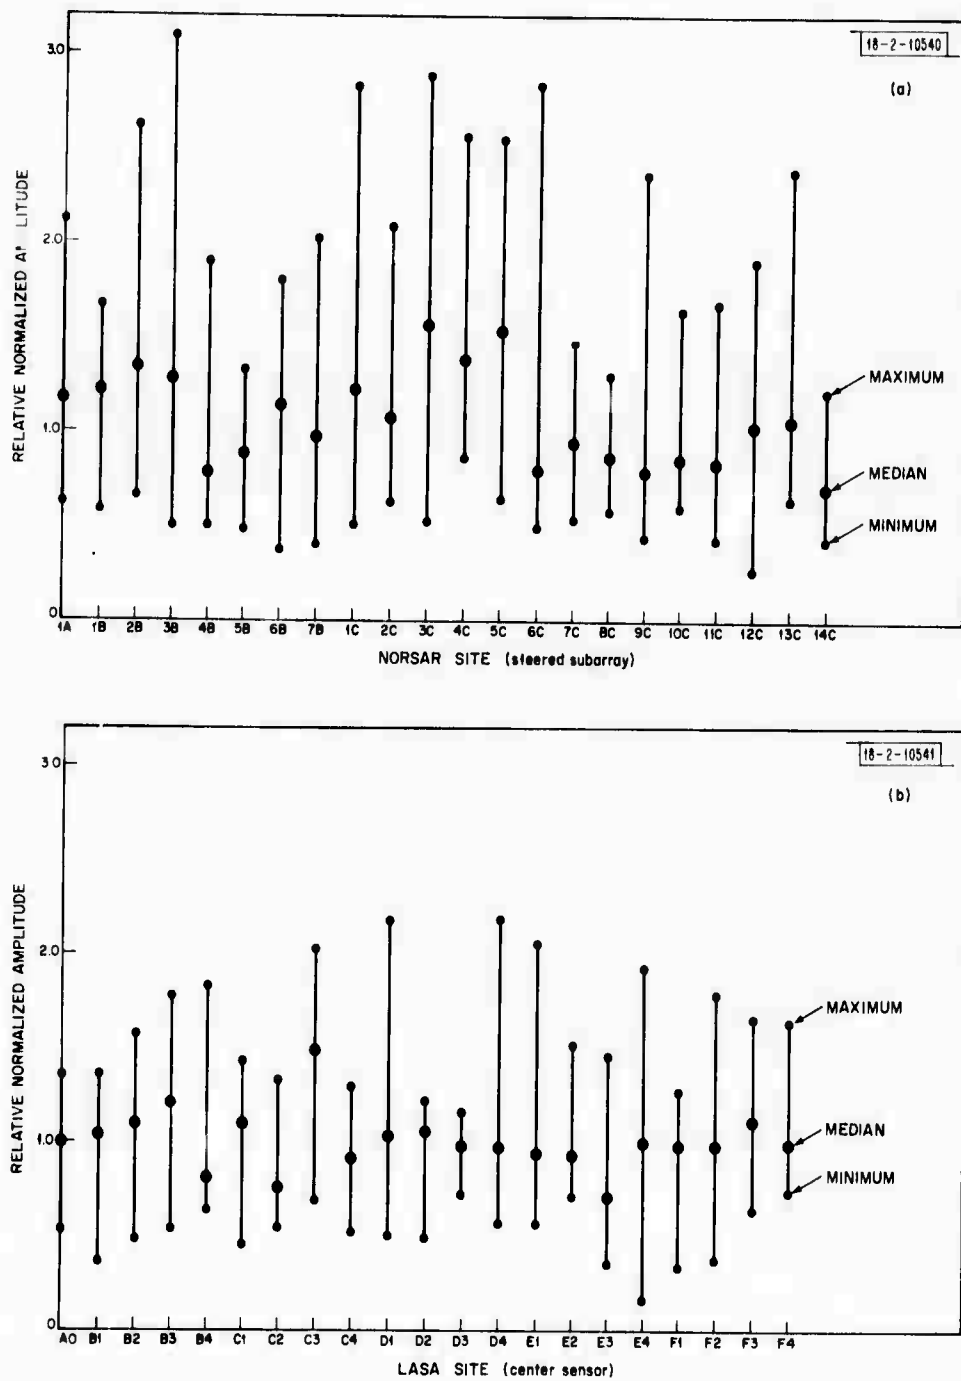 18-2-10540
(a)
3.0
2.0
1.0
0
RELATIVE NORMALIZED AM LITUDE
MAXIMUM
MEDIAN
MINIMUM
1A 1B 2B 3B 4B 5B 6B 7B 1C 2C 3C 4C 5C 6C 7C 8C 9C 10C 11C 12C 13C 14C
NORSAR SITE (steered subarray)
18-2-10541
(b)
3.0
2.0
1.0
0
RELATIVE NORMALIZED AMPLITUDE
MAXIMUM
MEDIAN
MINIMUM
A0 B1 B2 B3 B4 C1 C2 C3 C4 D1 D2 D3 D4 E1 E2 E3 E4 F1 F2 F3 F4
LASA SITE (center sensor)